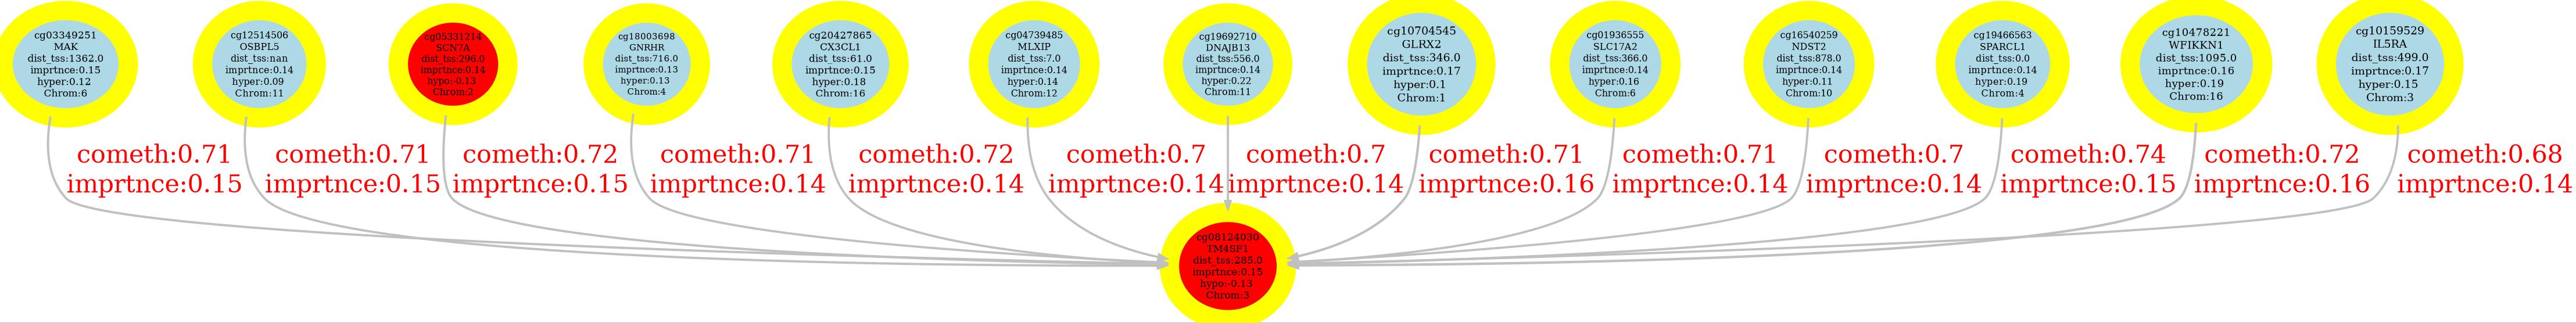 cg03349251
MAK
dist_tss:1362.0
imprtnce:0.15
hyper:0.12
Chrom:6
cg12514506
OSBPL5
dist_tss:nan
imprtnce:0.14
hyper:0.09
Chrom:11
cg05331214
SCN7A
dist_tss:296.0
imprtnce:0.14
hypo:-0.13
Chrom:2
cg18003698
GNRHR
dist_tss:716.0
imprtnce:0.13
hyper:0.13
Chrom:4
cg20427865
CX3CL1
dist_tss:61.0
imprtnce:0.15
hyper:0.18
Chrom:16
cg04739485
MLXIP
dist_tss:7.0
imprtnce:0.14
hyper:0.14
Chrom:12
cg19692710
DNAJB13
dist_tss:556.0
imprtnce:0.14
hyper:0.22
Chrom:11
cg10704545
GLRX2
dist_tss:346.0
imprtnce:0.17
hyper:0.1
Chrom:1
cg01936555
SLC17A2
dist_tss:366.0
imprtnce:0.14
hyper:0.16
Chrom:6
cg16540259
NDST2
dist_tss:878.0
imprtnce:0.14
hyper:0.11
Chrom:10
cg19466563
SPARCL1
dist_tss:0.0
imprtnce:0.14
hyper:0.19
Chrom:4
cg10478221
WFIKKN1
dist_tss:1095.0
imprtnce:0.16
hyper:0.19
Chrom:16
cg10159529
IL5RA
dist_tss:499.0
imprtnce:0.17
hyper:0.15
Chrom:3
cometh:0.71
imprtnce:0.15
cometh:0.71
imprtnce:0.15
cometh:0.72
imprtnce:0.15
cometh:0.71
imprtnce:0.14
cometh:0.72
imprtnce:0.14
cometh:0.7
imprtnce:0.14
cometh:0.7
imprtnce:0.14
cometh:0.71
imprtnce:0.16
cometh:0.71
imprtnce:0.14
cometh:0.7
imprtnce:0.14
cometh:0.74
imprtnce:0.15
cometh:0.72
imprtnce:0.16
cometh:0.68
imprtnce:0.14
cg08124030
TM4SF1
dist_tss:285.0
imprtnce:0.15
hypo:-0.13
Chrom:3